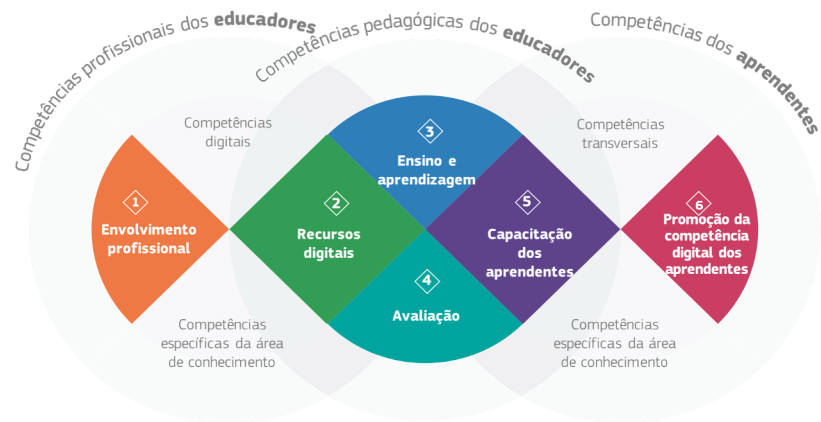 Competências profissionais dos educadores
Competências pedagógicas dos educadores
Competências dos aprendentes
Competências
digitais
Competências
transversais
1
Envolvimento
profissional
2
Recursos
digitais
3
Ensino e
aprendizagem
4
Avaliação
5
Capacitação
dos
aprendentes
6
Promoção da
competência
digital dos
aprendentes
Competências
específicas da área
de conhecimento
Competências
específicas da área
de conhecimento